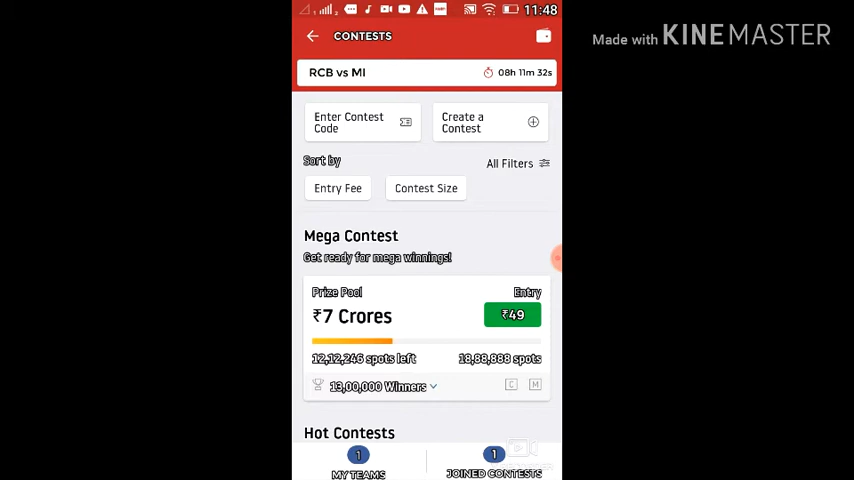 11:48
CONTESTS
Made with KINEMASTER
RCB vs MI
08h 11m 32s
Enter Contest Code
Create a Contest
Sort by
All Filters
Entry Fee
Contest Size
Mega Contest
Get ready for mega winnings!
Prize Pool
Entry
₹7 Crores
₹49
12,12,246 spots left
18,88,888 spots
13,00,000 Winners
C
M
Hot Contests
1
1
MY TEAMS
JOINED CONTESTS